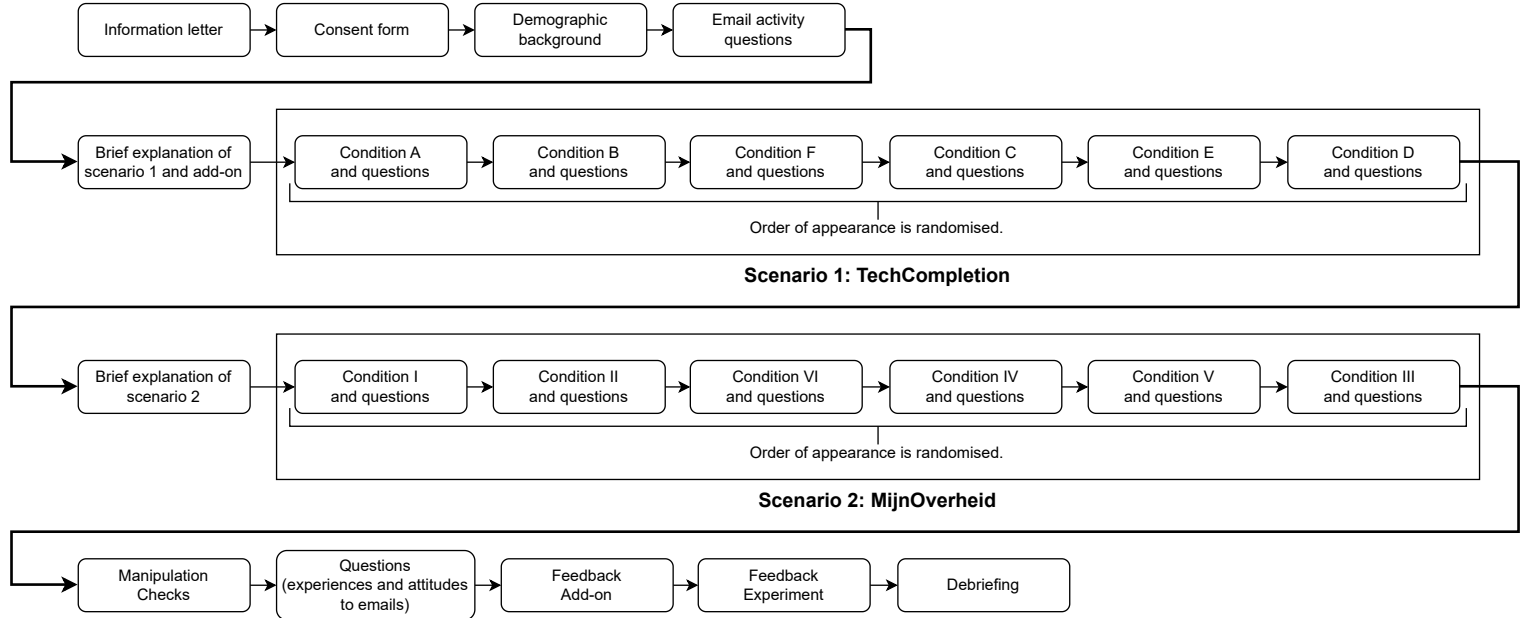 Information letter
Consent form
Demographic
background
Email activity
questions
Brief explanation of
scenario 1 and add-on
Condition A
and questions
Condition B
and questions
Condition F
and questions
Condition C
and questions
Condition E
and questions
Condition D
and questions
Order of appearance is randomised.
Scenario 1: TechCompletion
Brief explanation of
scenario 2
Condition I
and questions
Condition II
and questions
Condition VI
and questions
Condition IV
and questions
Condition V
and questions
Condition III
and questions
Order of appearance is randomised.
Scenario 2: MijnOverheid
Manipulation
Checks
Questions
(experiences and attitudes
to emails)
Feedback
Add-on
Feedback
Experiment
Debriefing